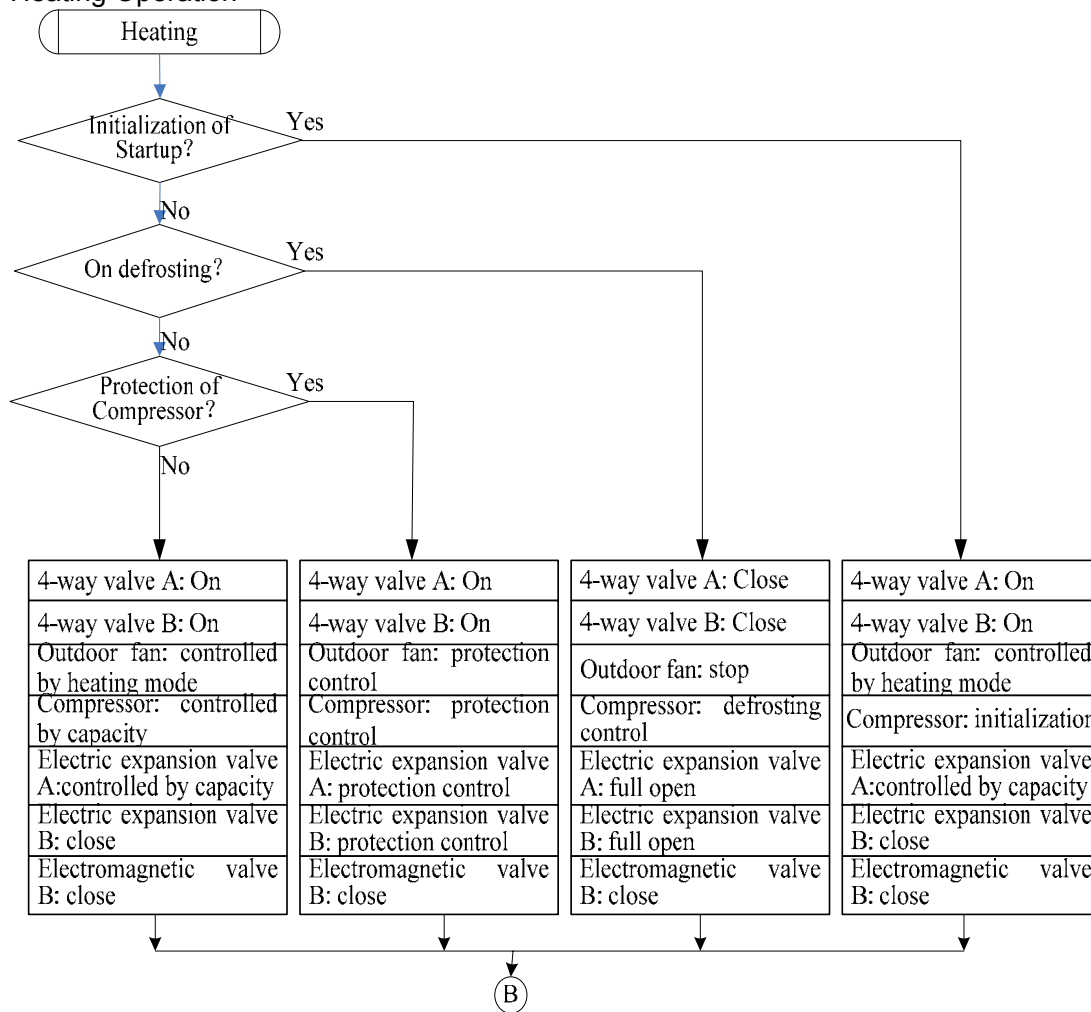 Heating Operation
Heating
Initialization of
Startup?
Yes
No
On defrosting?
Yes
No
Protection of
Compressor?
Yes
No
4-way valve A: On
4-way valve B: On
Outdoor fan: controlled
by heating mode
Compressor: controlled
by capacity
Electric expansion valve
A:controlled by capacity
Electric expansion valve
B: close
Electromagnetic valve
B: close
4-way valve A: On
4-way valve B: On
Outdoor fan: protection
control
Compressor: protection
control
Electric expansion valve
A: protection control
Electric expansion valve
B: protection control
Electromagnetic valve
B: close
4-way valve A: Close
4-way valve B: Close
Outdoor fan: stop
Compressor: defrosting
control
Electric expansion valve
A: full open
Electric expansion valve
B: full open
Electromagnetic valve
B: close
4-way valve A: On
4-way valve B: On
Outdoor fan: controlled
by heating mode
Compressor: initialization
Electric expansion valve
A:controlled by capacity
Electric expansion valve
B: close
Electromagnetic valve
B: close
B